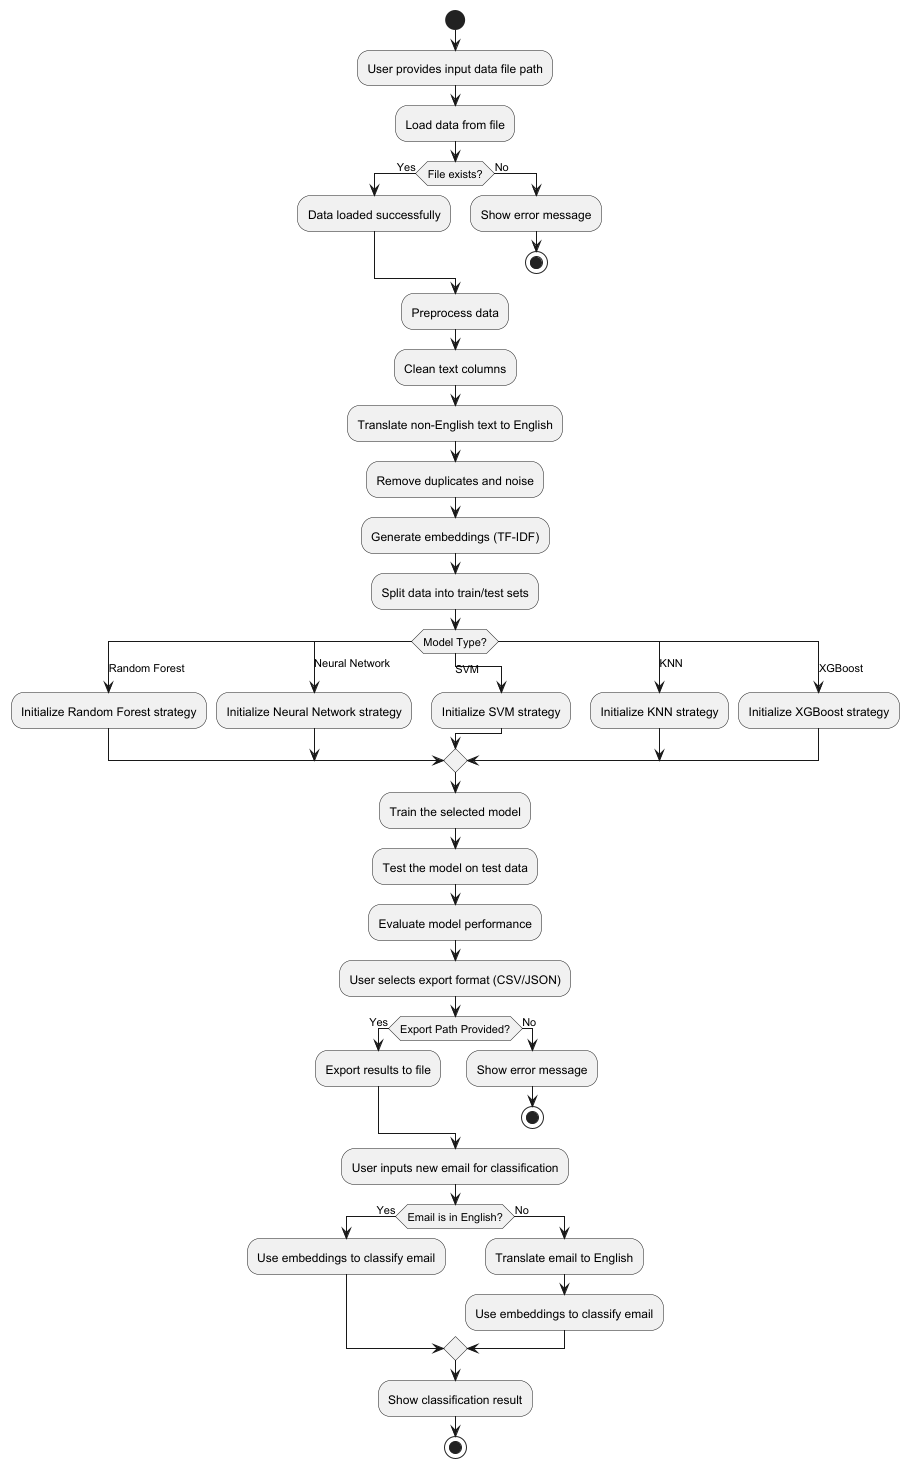 User provides input data file path
Load data from file
Yes
File exists?
No
Data loaded successfully
Show error message
Preprocess data
Clean text columns
Translate non-English text to English
Remove duplicates and noise
Generate embeddings (TF-IDF)
Split data into train/test sets
Model Type?
Random Forest
Neural Network
SVM
KNN
XGBoost
Initialize Random Forest strategy
Initialize Neural Network strategy
Initialize SVM strategy
Initialize KNN strategy
Initialize XGBoost strategy
Train the selected model
Test the model on test data
Evaluate model performance
User selects export format (CSV/JSON)
Yes
Export Path Provided?
No
Export results to file
Show error message
User inputs new email for classification
Yes
Email is in English?
No
Use embeddings to classify email
Translate email to English
Use embeddings to classify email
Show classification result